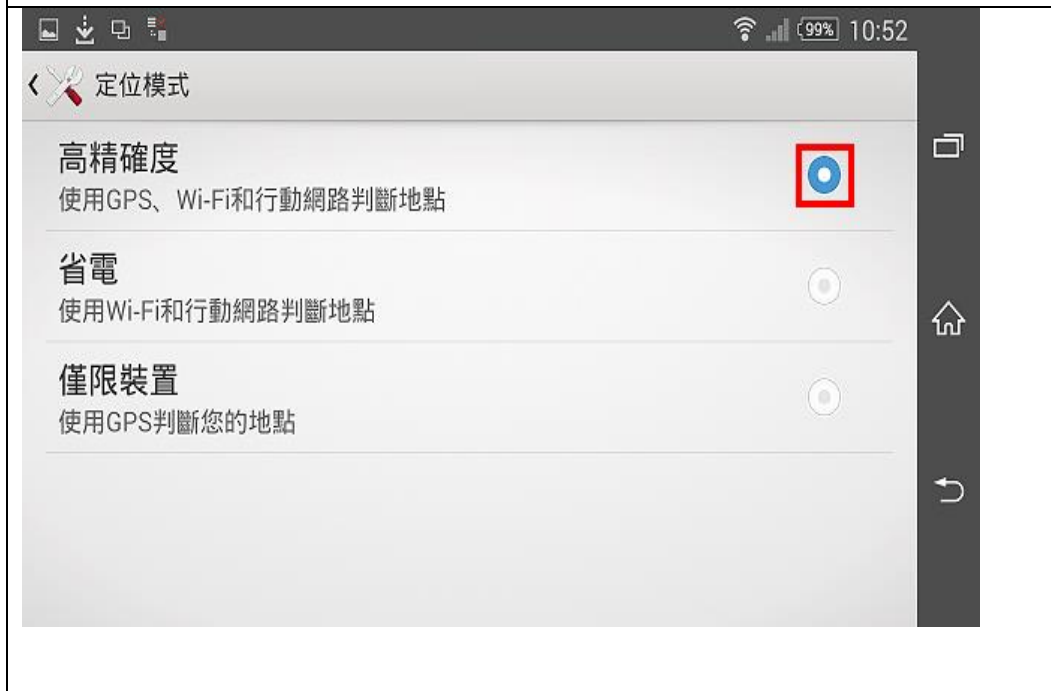 99% 10:52
定位模式
高精確度
使用GPS、Wi-Fi和行動網路判斷地點
省電
使用Wi-Fi和行動網路判斷地點
僅限裝置
使用GPS判斷您的地點